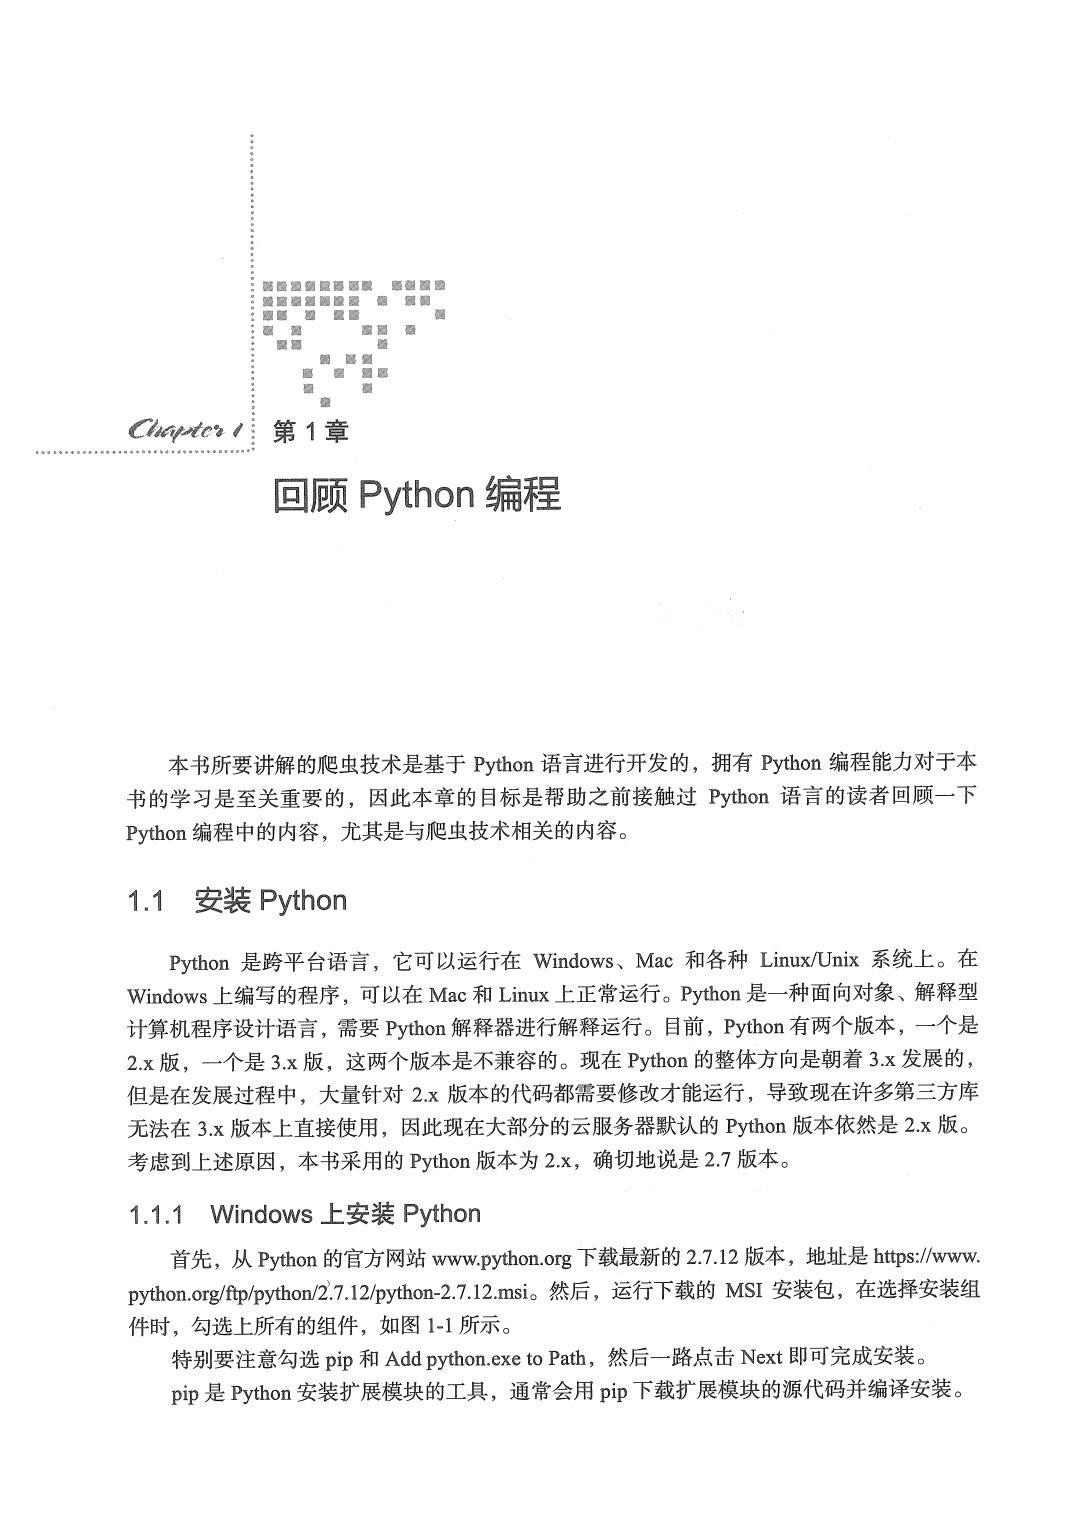 Chapter 1
第 1 章
回顾 Python 编程
本书所要讲解的爬虫技术是基于 Python 语言进行开发的，拥有 Python 编程能力对于本
书的学习是至关重要的，因此本章的目标是帮助之前接触过 Python 语言的读者回顾一下
Python 编程中的内容，尤其是与爬虫技术相关的内容。
1.1 安装 Python
Python 是跨平台语言，它可以运行在 Windows、Mac 和各种 Linux/Unix 系统上。在
Windows 上编写的程序，可以在 Mac 和 Linux 上正常运行。Python 是一种面向对象、解释型
计算机程序设计语言，需要 Python 解释器进行解释运行。目前，Python 有两个版本，一个是
2.x 版，一个是 3.x 版，这两个版本是不兼容的。现在 Python 的整体方向是朝着 3.x 发展的，
但是在发展过程中，大量针对 2.x 版本的代码都需要修改才能运行，导致现在许多第三方库
无法在 3.x 版本上直接使用，因此现在大部分的云服务器默认的 Python 版本依然是 2.x 版。
考虑到上述原因，本书采用的 Python 版本为 2.x，确切地说是 2.7 版本。
1.1.1 Windows 上安装 Python
首先，从 Python 的官方网站 www.python.org 下载最新的 2.7.12 版本，地址是 https://www.
python.org/ftp/python/2.7.12/python-2.7.12.msi。然后，运行下载的 MSI 安装包，在选择安装组
件时，勾选上所有的组件，如图 1-1 所示。
特别要注意勾选 pip 和 Add python.exe to Path，然后一路点击 Next 即可完成安装。
pip 是 Python 安装扩展模块的工具，通常会用 pip 下载扩展模块的源代码并编译安装。